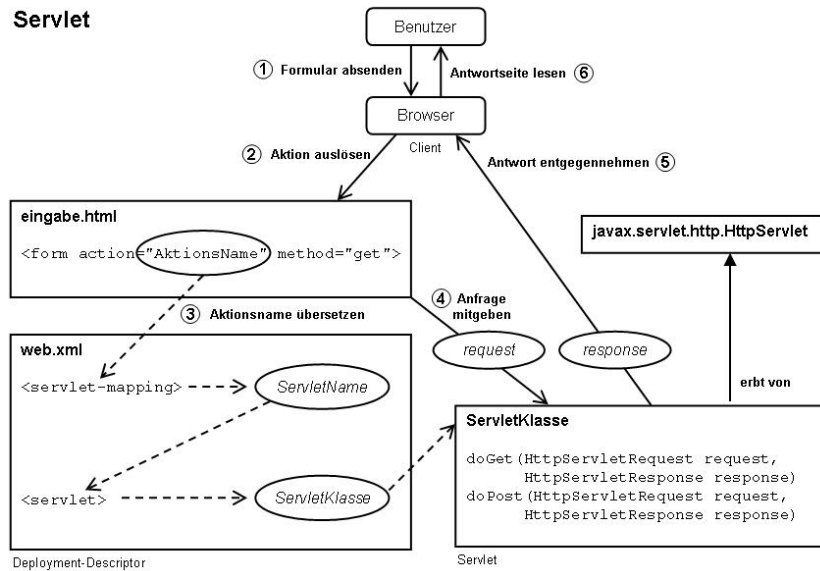 Servlet
Benutzer
1 Formular absenden
Antwortseite lesen 6
Browser
Client
2 Aktion auslösen
Antwort entgegennehmen 5
eingabe.html
<form action="AktionsName" method="get">
javax.servlet.http.HttpServlet
3 Aktionsname übersetzen
4 Anfrage
mitgeben
request
response
erbt von
web.xml
<servlet-mapping>
ServletName
<servlet>
ServletKlasse
Deployment-Descriptor
ServletKlasse
doGet(HttpServletRequest request,
HttpServletResponse response)
doPost(HttpServletRequest request,
HttpServletResponse response)
Servlet